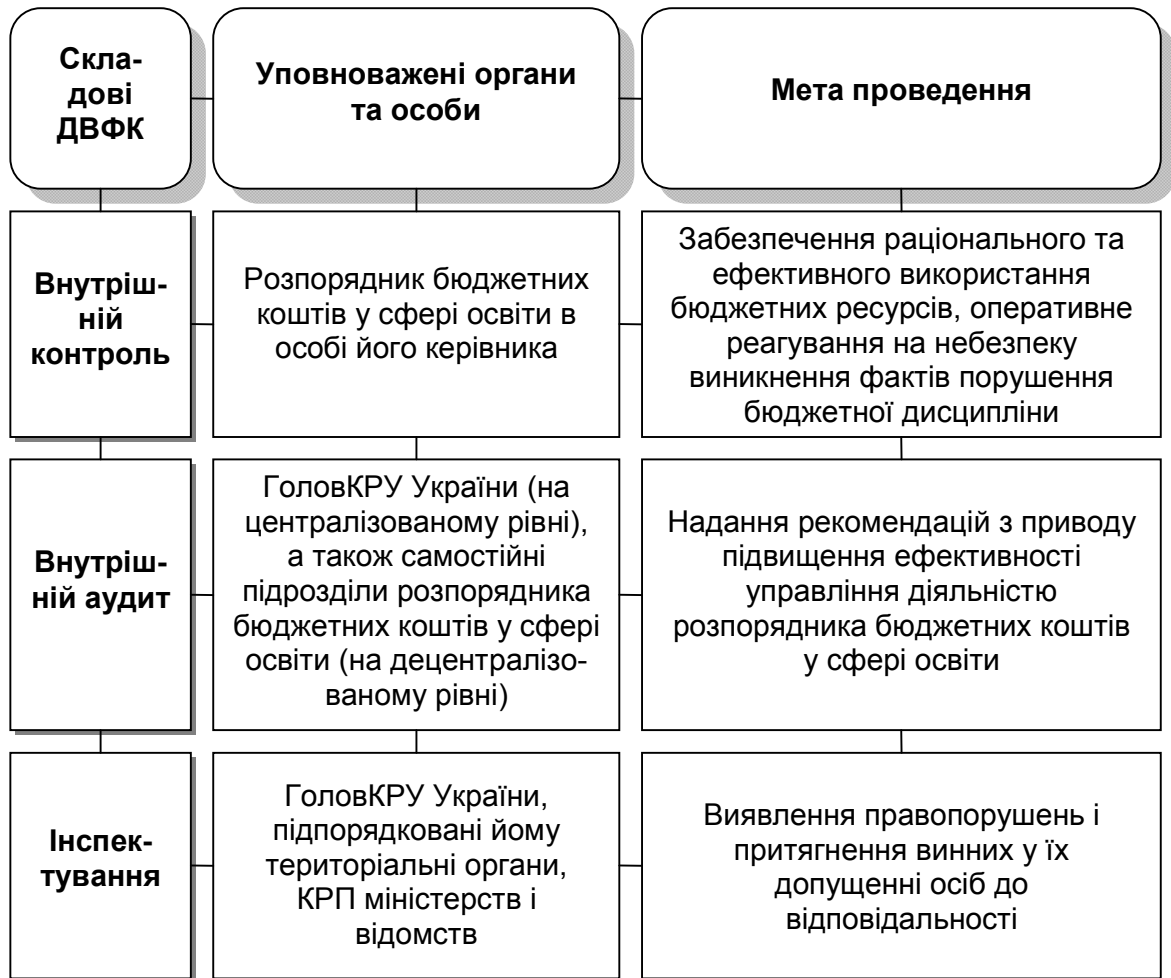 Скла-
дові
ДВФК
Уповноважені органи
та особи
Мета проведення
Внутріш-
ній
контроль
Розпорядник бюджетних
коштів у сфері освіти в
особі його керівника
Забезпечення раціонального та
ефективного використання
бюджетних ресурсів, оперативне
реагування на небезпеку
виникнення фактів порушення
бюджетної дисципліни
Внутріш-
ній аудит
ГоловКРУ України (на
централізованому рівні),
а також самостійні
підрозділи розпорядника
бюджетних коштів у сфері
освіти (на децентралізо-
ваному рівні)
Надання рекомендацій з приводу
підвищення ефективності
управління діяльністю
розпорядника бюджетних коштів
у сфері освіти
Інспек-
тування
ГоловКРУ України,
підпорядковані йому
територіальні органи,
КРП міністерств і
відомств
Виявлення правопорушень і
притягнення винних у їх
допущенні осіб до
відповідальності